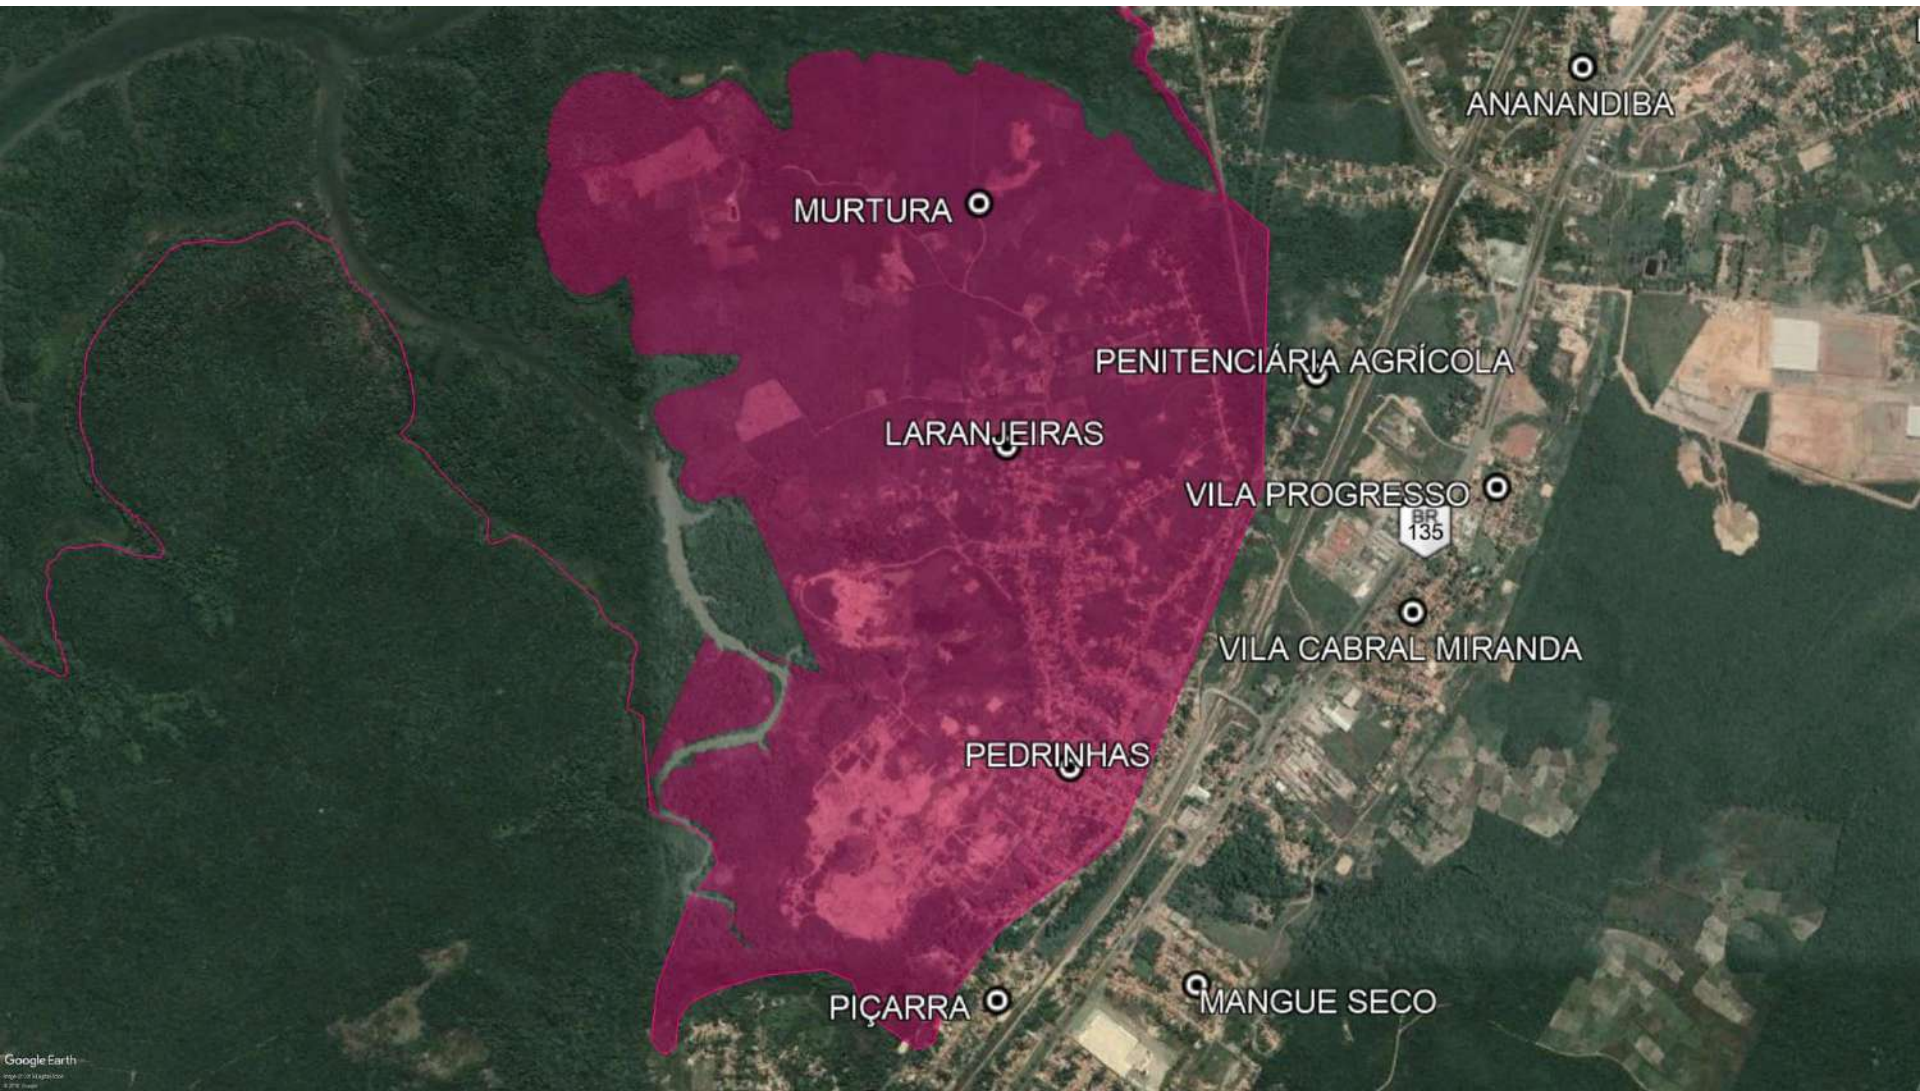 ANANANDIBA
MURTURA
PENITENCIÁRIA AGRÍCOLA
LARANJEIRAS
VILA PROGRESSO
BR
135
VILA CABRAL MIRANDA
PEDRINHAS
PIÇARRA
MANGUE SECO
Google Earth